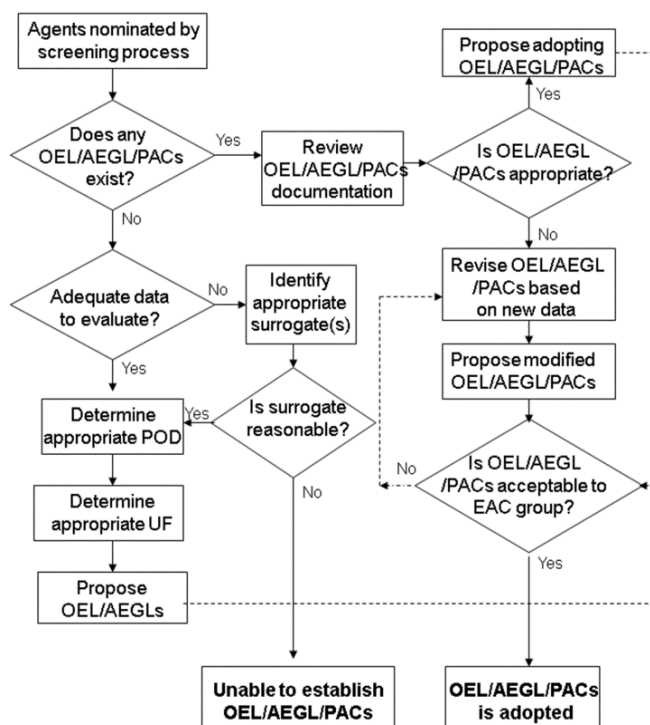 Agents nominated by
screening process
Propose adopting
OEL/AEGL/PACs
Yes
Does any
OEL/AEGL/PACs
exist?
Yes
Review
OEL/AEGL/PACs
documentation
Is OEL/AEGL
/PACs appropriate?
No
No
Adequate data
to evaluate?
No
Identify
appropriate
surrogate(s)
Revise OEL/AEGL
/PACs based
on new data
Yes
Propose modified
OEL/AEGL/PACs
Determine
appropriate POD
Yes
Is surrogate
reasonable?
No
Is OEL/AEGL
/PACs acceptable to
EAC group?
No
Determine
appropriate UF
Yes
Propose
OEL/AEGLs
Unable to establish
OEL/AEGL/PACs
OEL/AEGL/PACs
is adopted